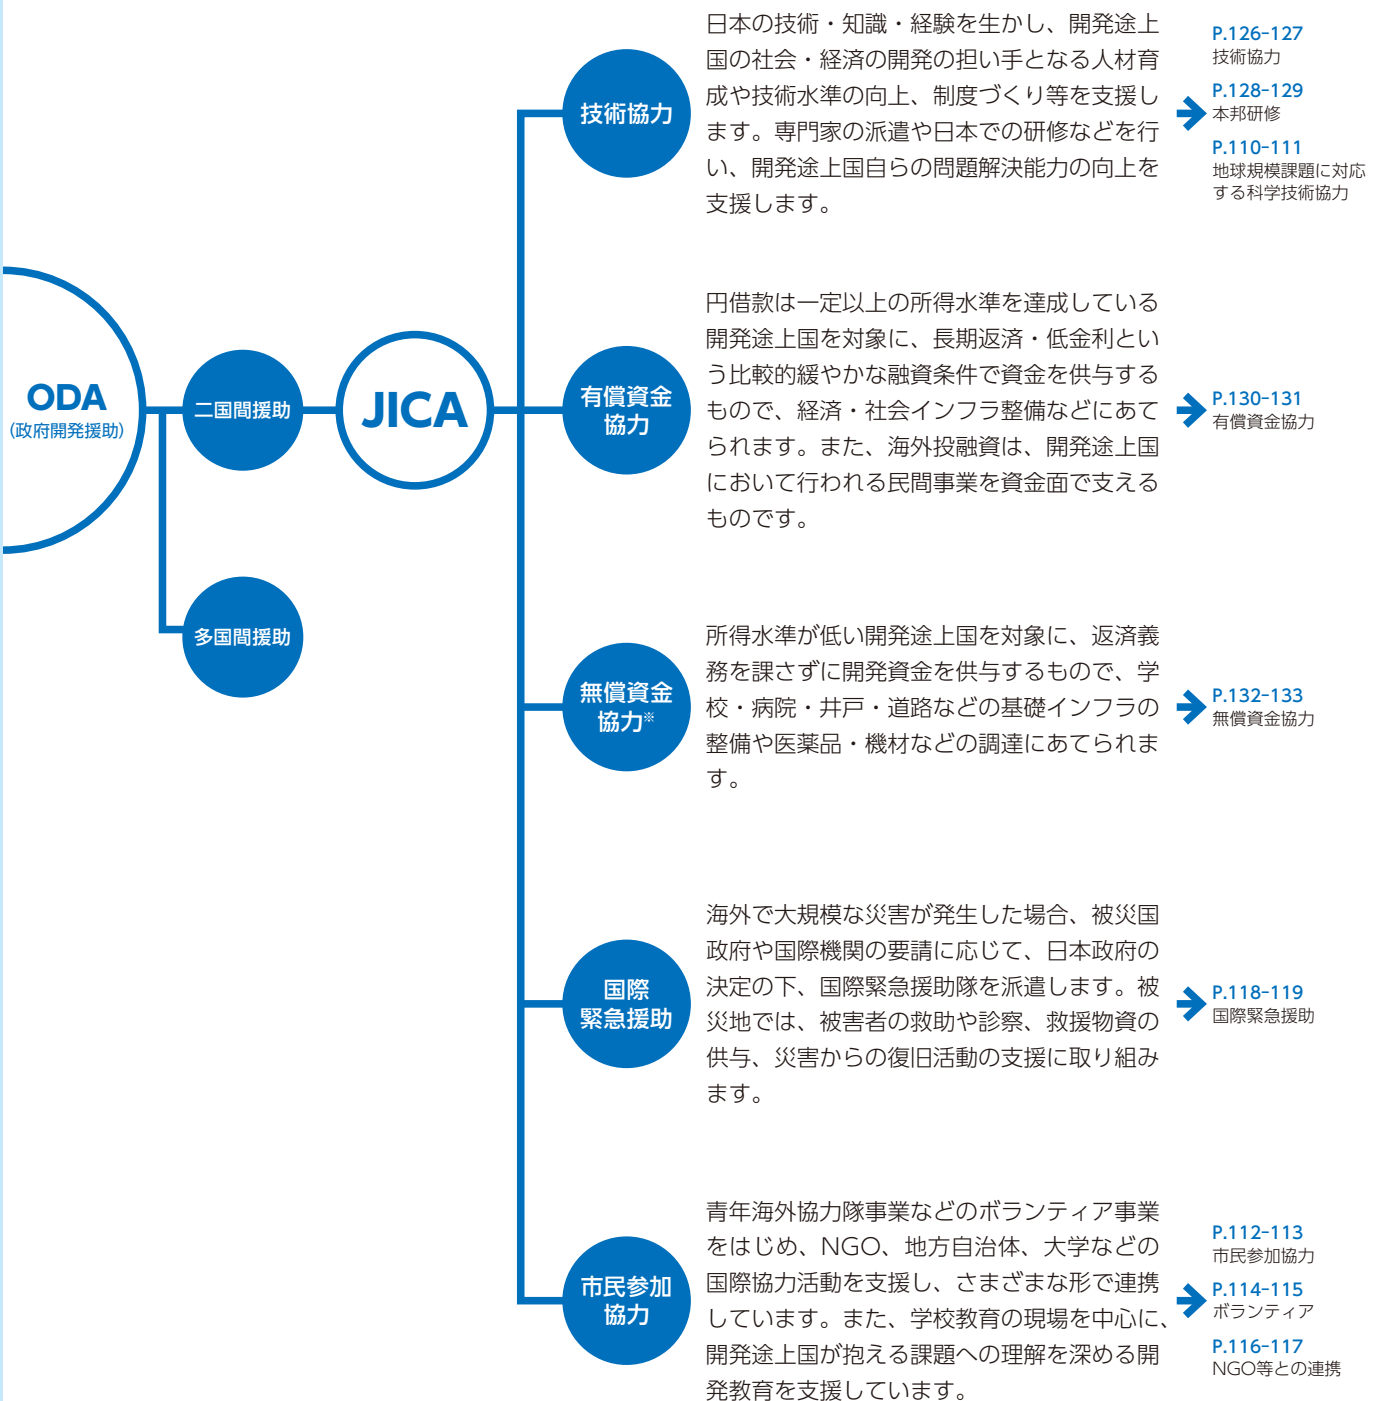 ODA
(政府開発援助)
二国間援助
多国間援助
JICA
技術協力
日本の技術・知識・経験を生かし、開発途上
国の社会・経済の開発の担い手となる人材育
成や技術水準の向上、制度づくり等を支援し
ます。専門家の派遣や日本での研修などを行
い、開発途上国自らの問題解決能力の向上を
支援します。
P.126-127
技術協力
P.128-129
本邦研修
P.110-111
地球規模課題に対応
する科学技術協力
有償資金
協力
円借款は一定以上の所得水準を達成している
開発途上国を対象に、長期返済・低金利とい
う比較的緩やかな融資条件で資金を供与する
もので、経済・社会インフラ整備などにあて
られます。また、海外投融資は、開発途上国
において行われる民間事業を資金面で支える
ものです。
P.130-131
有償資金協力
無償資金
協力※
所得水準が低い開発途上国を対象に、返済義
務を課さずに開発資金を供与するもので、学
校・病院・井戸・道路などの基礎インフラの
整備や医薬品・機材などの調達にあてられま
す。
P.132-133
無償資金協力
国際
緊急援助
海外で大規模な災害が発生した場合、被災国
政府や国際機関の要請に応じて、日本政府の
決定の下、国際緊急援助隊を派遣します。被
災地では、被害者の救助や診察、救援物資の
供与、災害からの復旧活動の支援に取り組み
ます。
P.118-119
国際緊急援助
市民参加
協力
青年海外協力隊事業などのボランティア事業
をはじめ、NGO、地方自治体、大学などの
国際協力活動を支援し、さまざまな形で連携
しています。また、学校教育の現場を中心に、
開発途上国が抱える課題への理解を深める開
発教育を支援しています。
P.112-113
市民参加協力
P.114-115
ボランティア
P.116-117
NGO等との連携